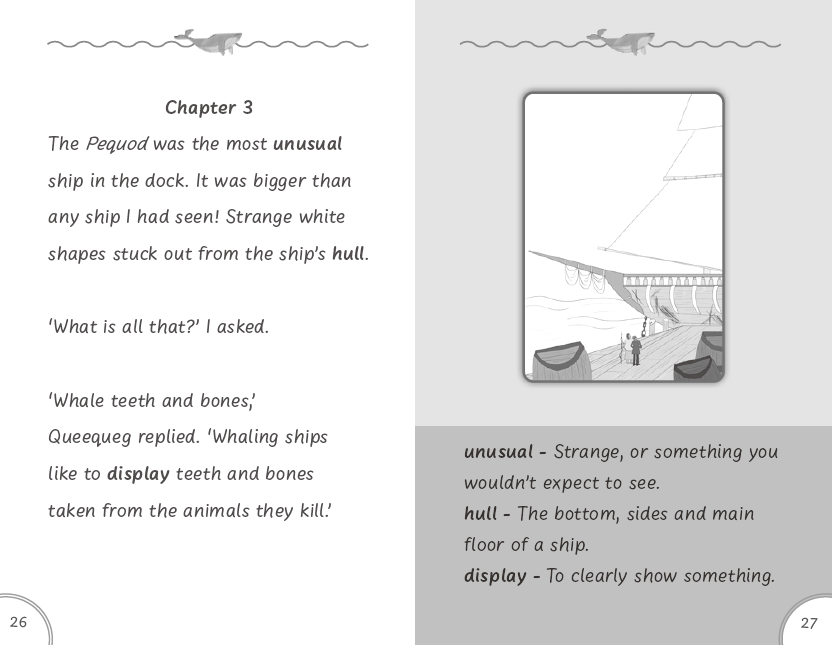 Chapter 3
The Pequod was the most unusual
ship in the dock. It was bigger than
any ship I had seen! Strange white
shapes stuck out from the ship’s hull.
‘What is all that?’ I asked.
‘Whale teeth and bones,’
Queequeg replied. ‘Whaling ships
like to display teeth and bones
taken from the animals they kill.’
26
unusual - Strange, or something you
wouldn’t expect to see.
hull - The bottom, sides and main
floor of a ship.
display - To clearly show something.
27